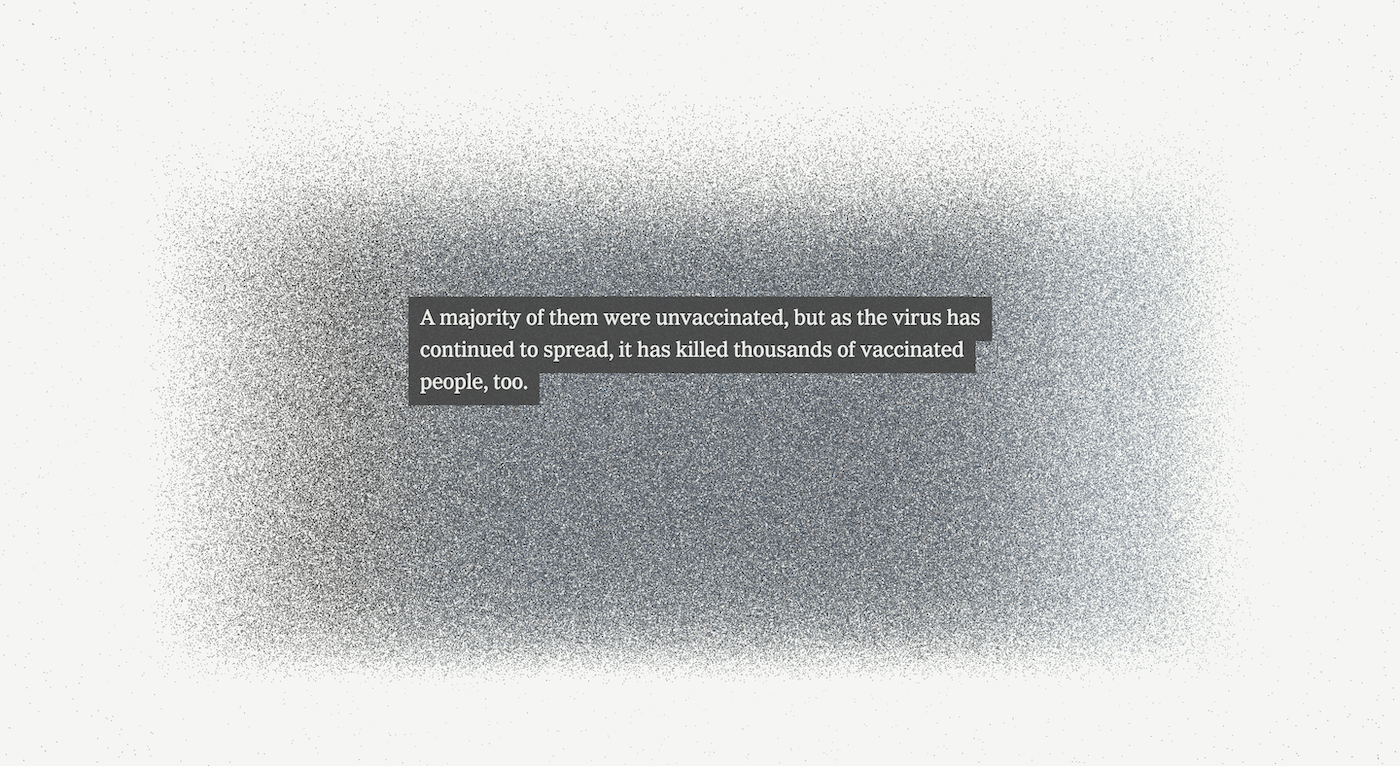 A majority of them were unvaccinated, but as the virus has
continued to spread, it has killed thousands of vaccinated
people, too.